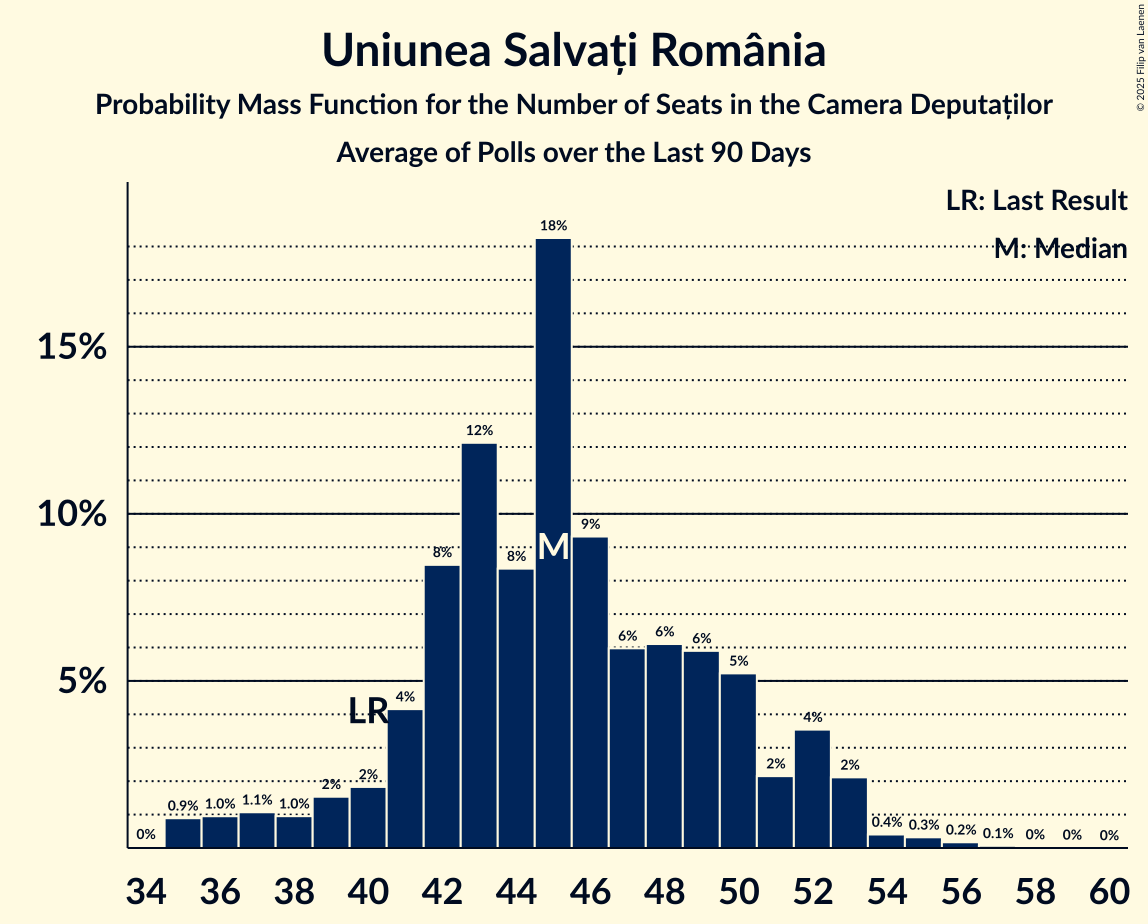 Uniunea Salvați România
Probability Mass Function for the Number of Seats in the Camera Deputaților
Average of Polls over the Last 90 Days
© 2025 Filip van Laenen
LR: Last Result
M: Median
15%
10%
5%
0% 0.9% 1.0% 1.1% 1.0% 2% 2% 4% 8% 12% 8% 18% 9% 6% 6% 6% 5% 2% 4% 2% 0.4% 0.3% 0.2% 0.1% 0% 0% 0%
LR
M
34 36 38 40 42 44 46 48 50 52 54 56 58 60